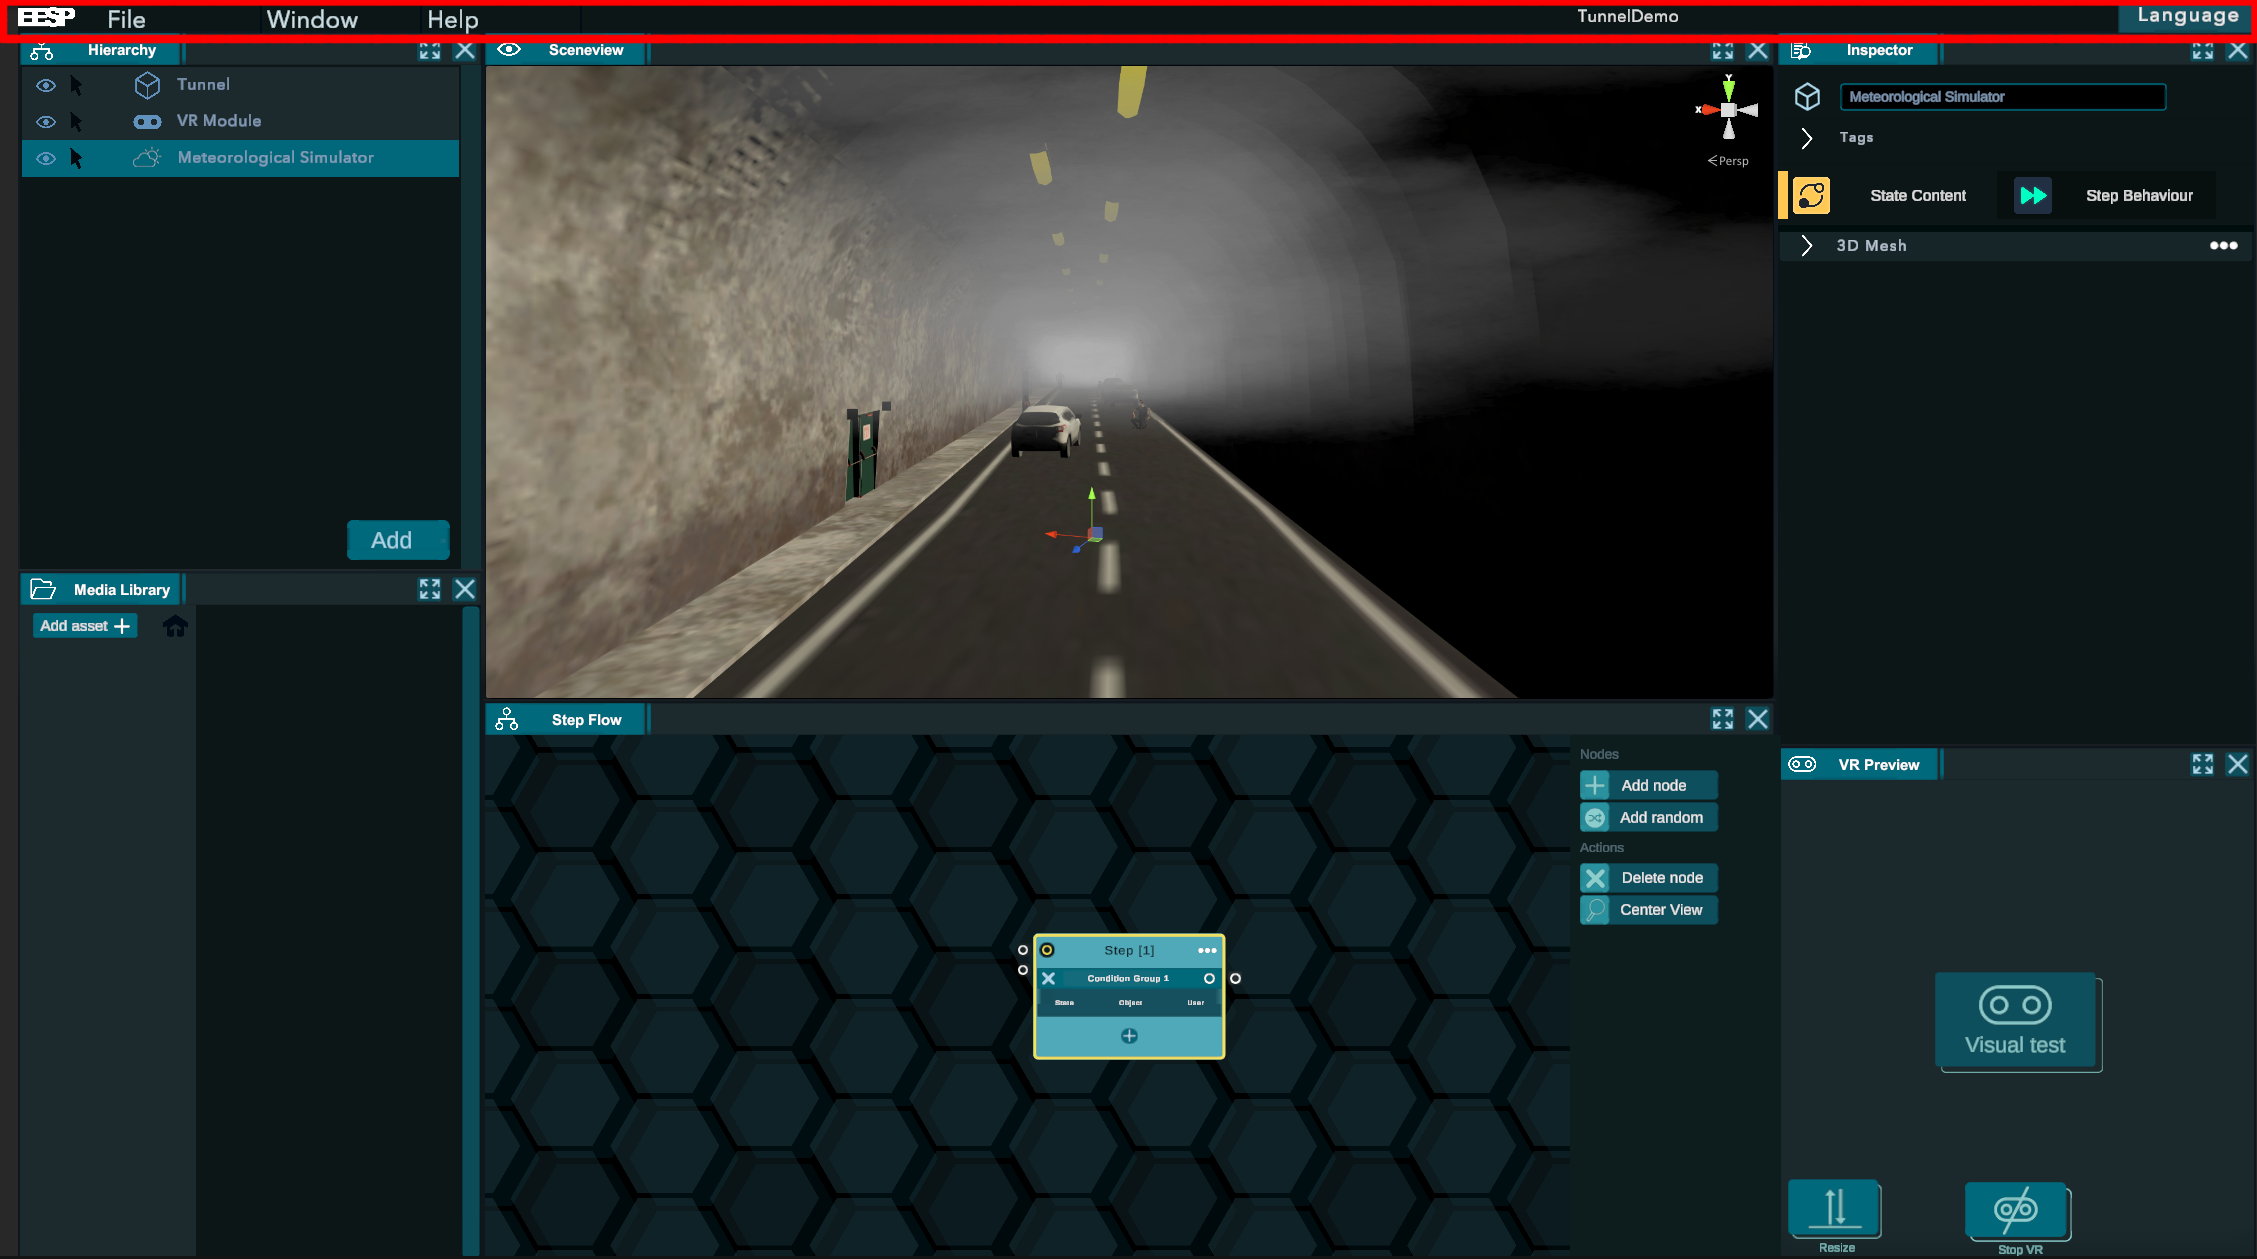 EESP File Window Help TunnelDemo Language
Hierarchy
Tunnel
VR Module
Meteorological Simulator
Add
Media Library
Add asset
Sceneview
Y
X
Persp
Step Flow
Nodes
Add node
Add random
Actions
Delete node
Center View
Step [1]
Condition Group 1
State Object User
Inspector
Meteorological Simulator
Tags
State Content Step Behaviour
3D Mesh
VR Preview
Visual test
Resize Stop VR